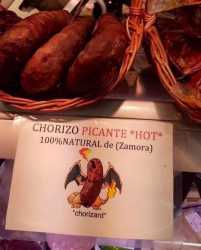 CHORIZO PICANTE *HOT*
100%NATURAL de (Zamora)
"chorizard"